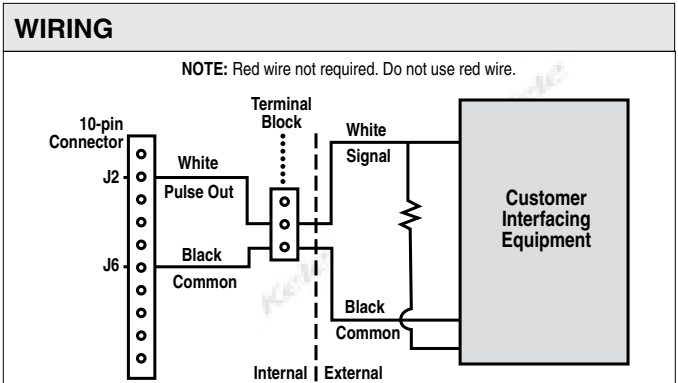 WIRING
NOTE: Red wire not required. Do not use red wire.
Terminal
Block
10-pin
Connector
White
Signal
J2
White
Pulse Out
Customer
Interfacing
Equipment
J6
Black
Common
Black
Common
Internal
External